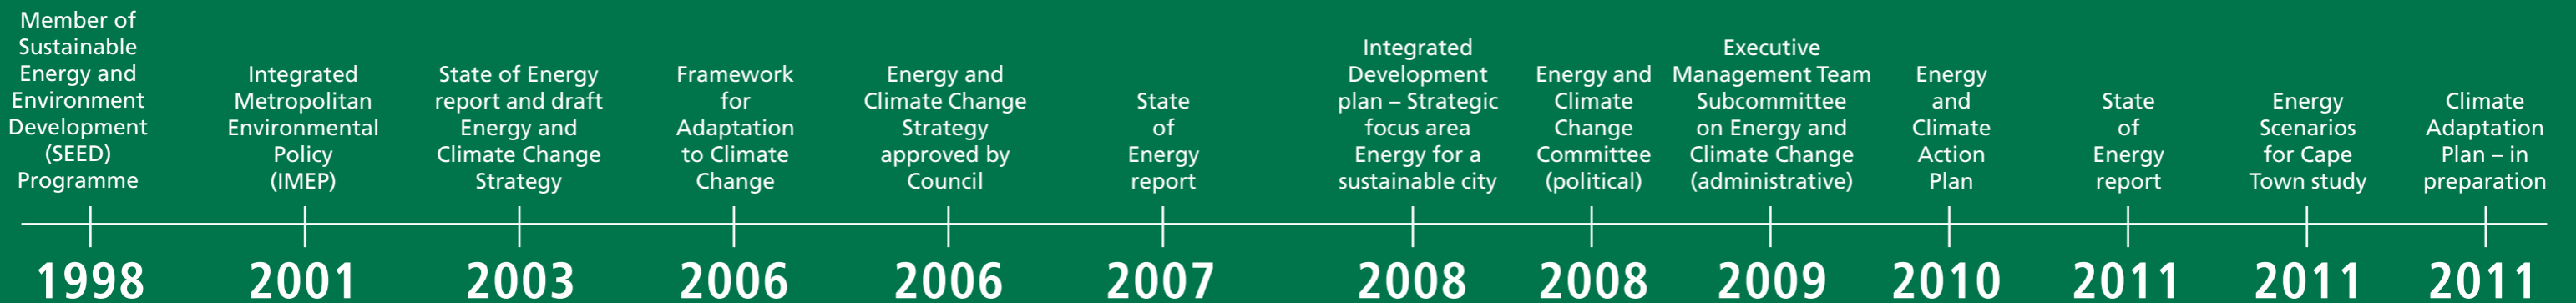 Member of
Sustainable
Energy and
Environment
Development
(SEED)
Programme
1998
Integrated
Metropolitan
Environmental
Policy
(IMEP)
2001
State of Energy
report and draft
Energy and
Climate Change
Strategy
2003
Framework
for
Adaptation
to Climate
Change
2006
Energy and
Climate Change
Strategy
approved by
Council
2006
State
of
Energy
report
2007
Integrated
Development
plan – Strategic
focus area
Energy for a
sustainable city
2008
Energy and
Climate
Change
Committee
(political)
2008
Executive
Management Team
Subcommittee
on Energy and
Climate Change
(administrative)
2009
Energy
and
Climate
Action
Plan
2010
State
of
Energy
report
2011
Energy
Scenarios
for Cape
Town study
2011
Climate
Adaptation
Plan – in
preparation
2011